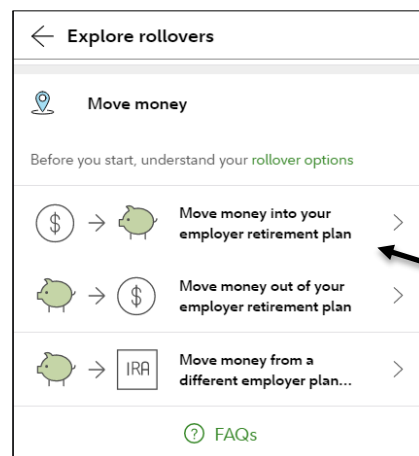 Explore rollovers
Move money
Before you start, understand your rollover options
$
Move money into your
employer retirement plan
$
Move money out of your
employer retirement plan
IRA
Move money from a
different employer plan...
? FAQs